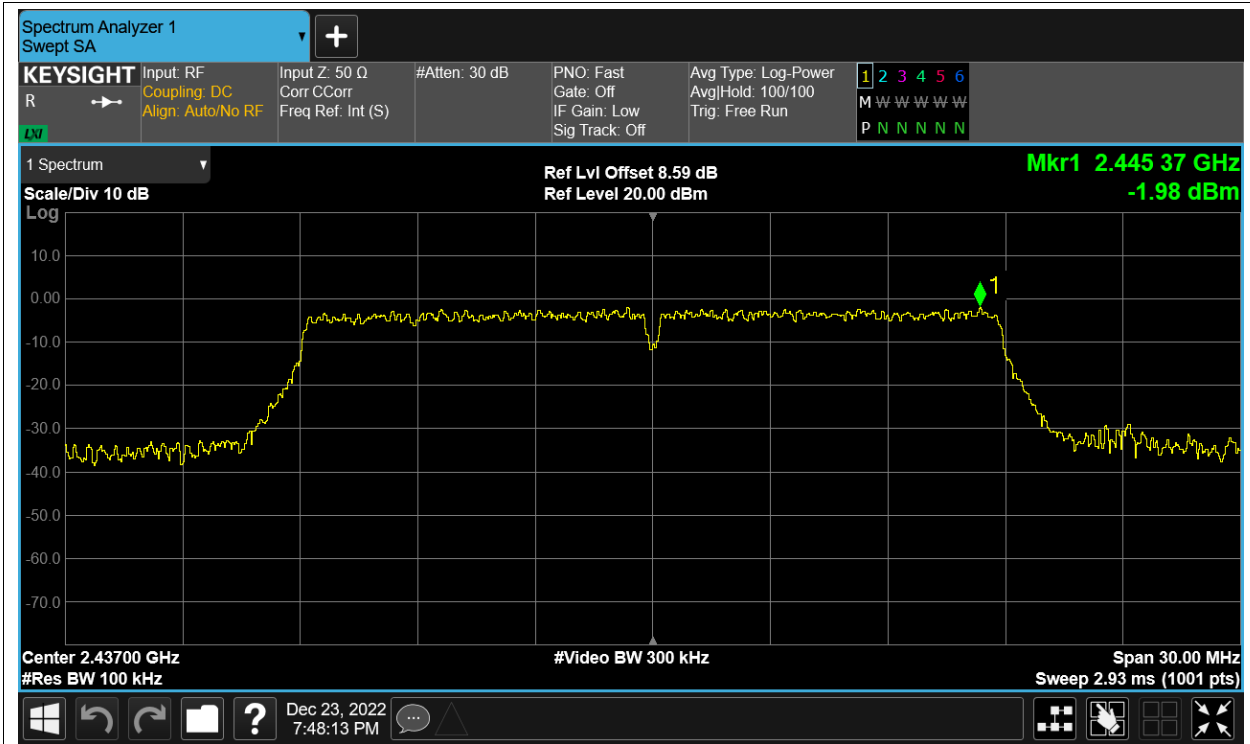 Spectrum Analyzer 1
Swept SA
KEYSIGHT
R
LXI
Input: RF
Coupling: DC
Align: Auto/No RF
Input Z: 50 Ω
Corr CCorr
Freq Ref: Int (S)
#Atten: 30 dB
PNO: Fast
Gate: Off
IF Gain: Low
Sig Track: Off
Avg Type: Log-Power
Avg|Hold: 100/100
Trig: Free Run
1 2 3 4 5 6
M W W W W W W
P N N N N N N
1 Spectrum
Scale/Div 10 dB
Log
Ref Lvl Offset 8.59 dB
Ref Level 20.00 dBm
Mkr1 2.445 37 GHz
-1.98 dBm
1
10.0
0.00
-10.0
-20.0
-30.0
-40.0
-50.0
-60.0
-70.0
Center 2.43700 GHz
#Res BW 100 kHz
#Video BW 300 kHz
Span 30.00 MHz
Sweep 2.93 ms (1001 pts)
?
Dec 23, 2022
7:48:13 PM